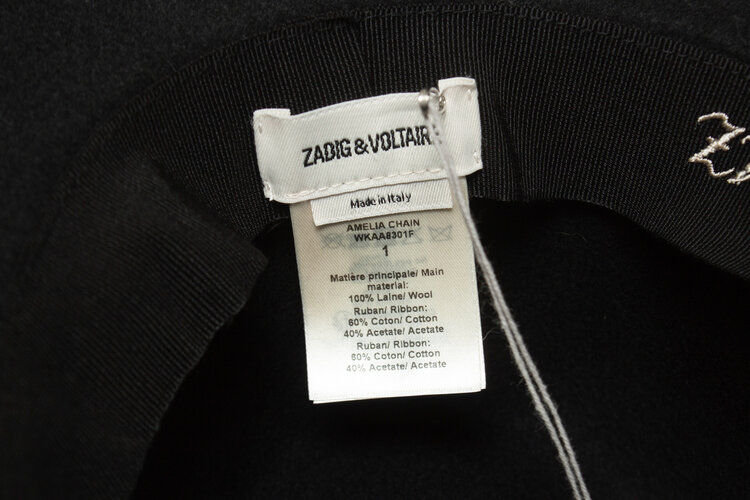 ZADIG & VOLTAIR
Made in Italy
AMELIA CHAIN
WKAA8301F
1
Matière principale/ Main
material:
100% Laine/ Wool
Ruban/ Ribbon:
60% Coton/ Cotton
40% Acetate/ Acetate
Ruban/ Ribbon:
60% Coton/ Cotton
40% Acetate/ Acetate